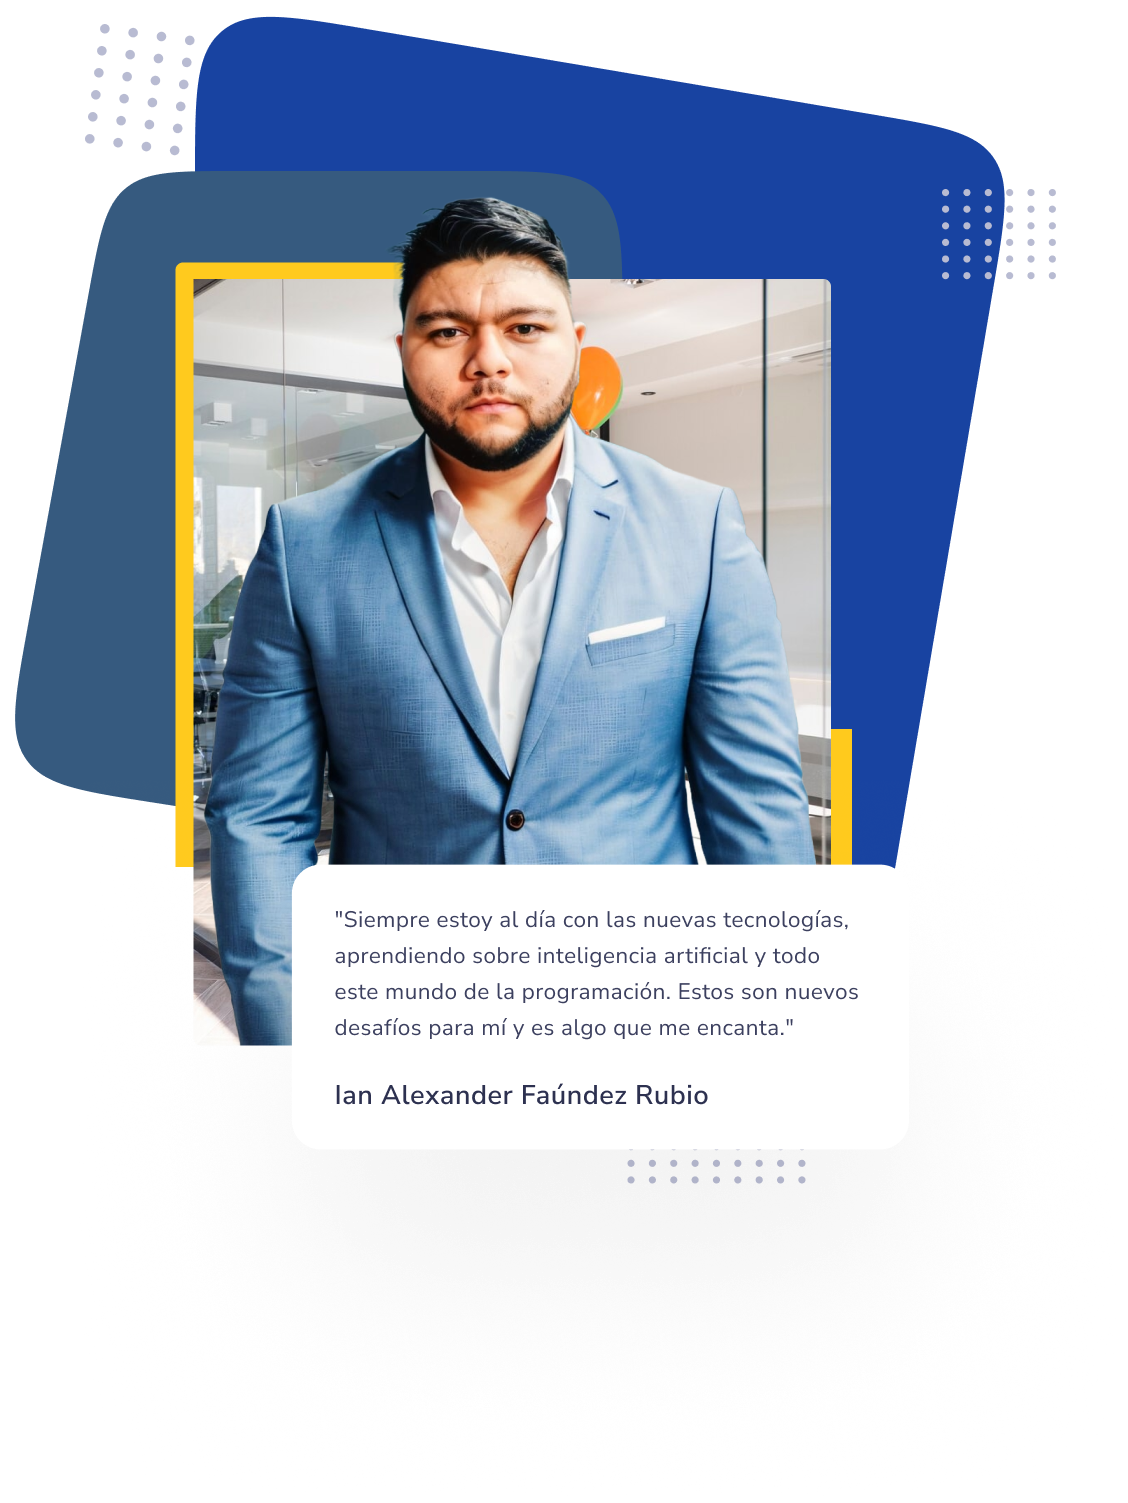 "Siempre estoy al día con las nuevas tecnologías,
aprendiendo sobre inteligencia artificial y todo
este mundo de la programación. Estos son nuevos
desafíos para mí y es algo que me encanta."
Ian Alexander Faúndez Rubio